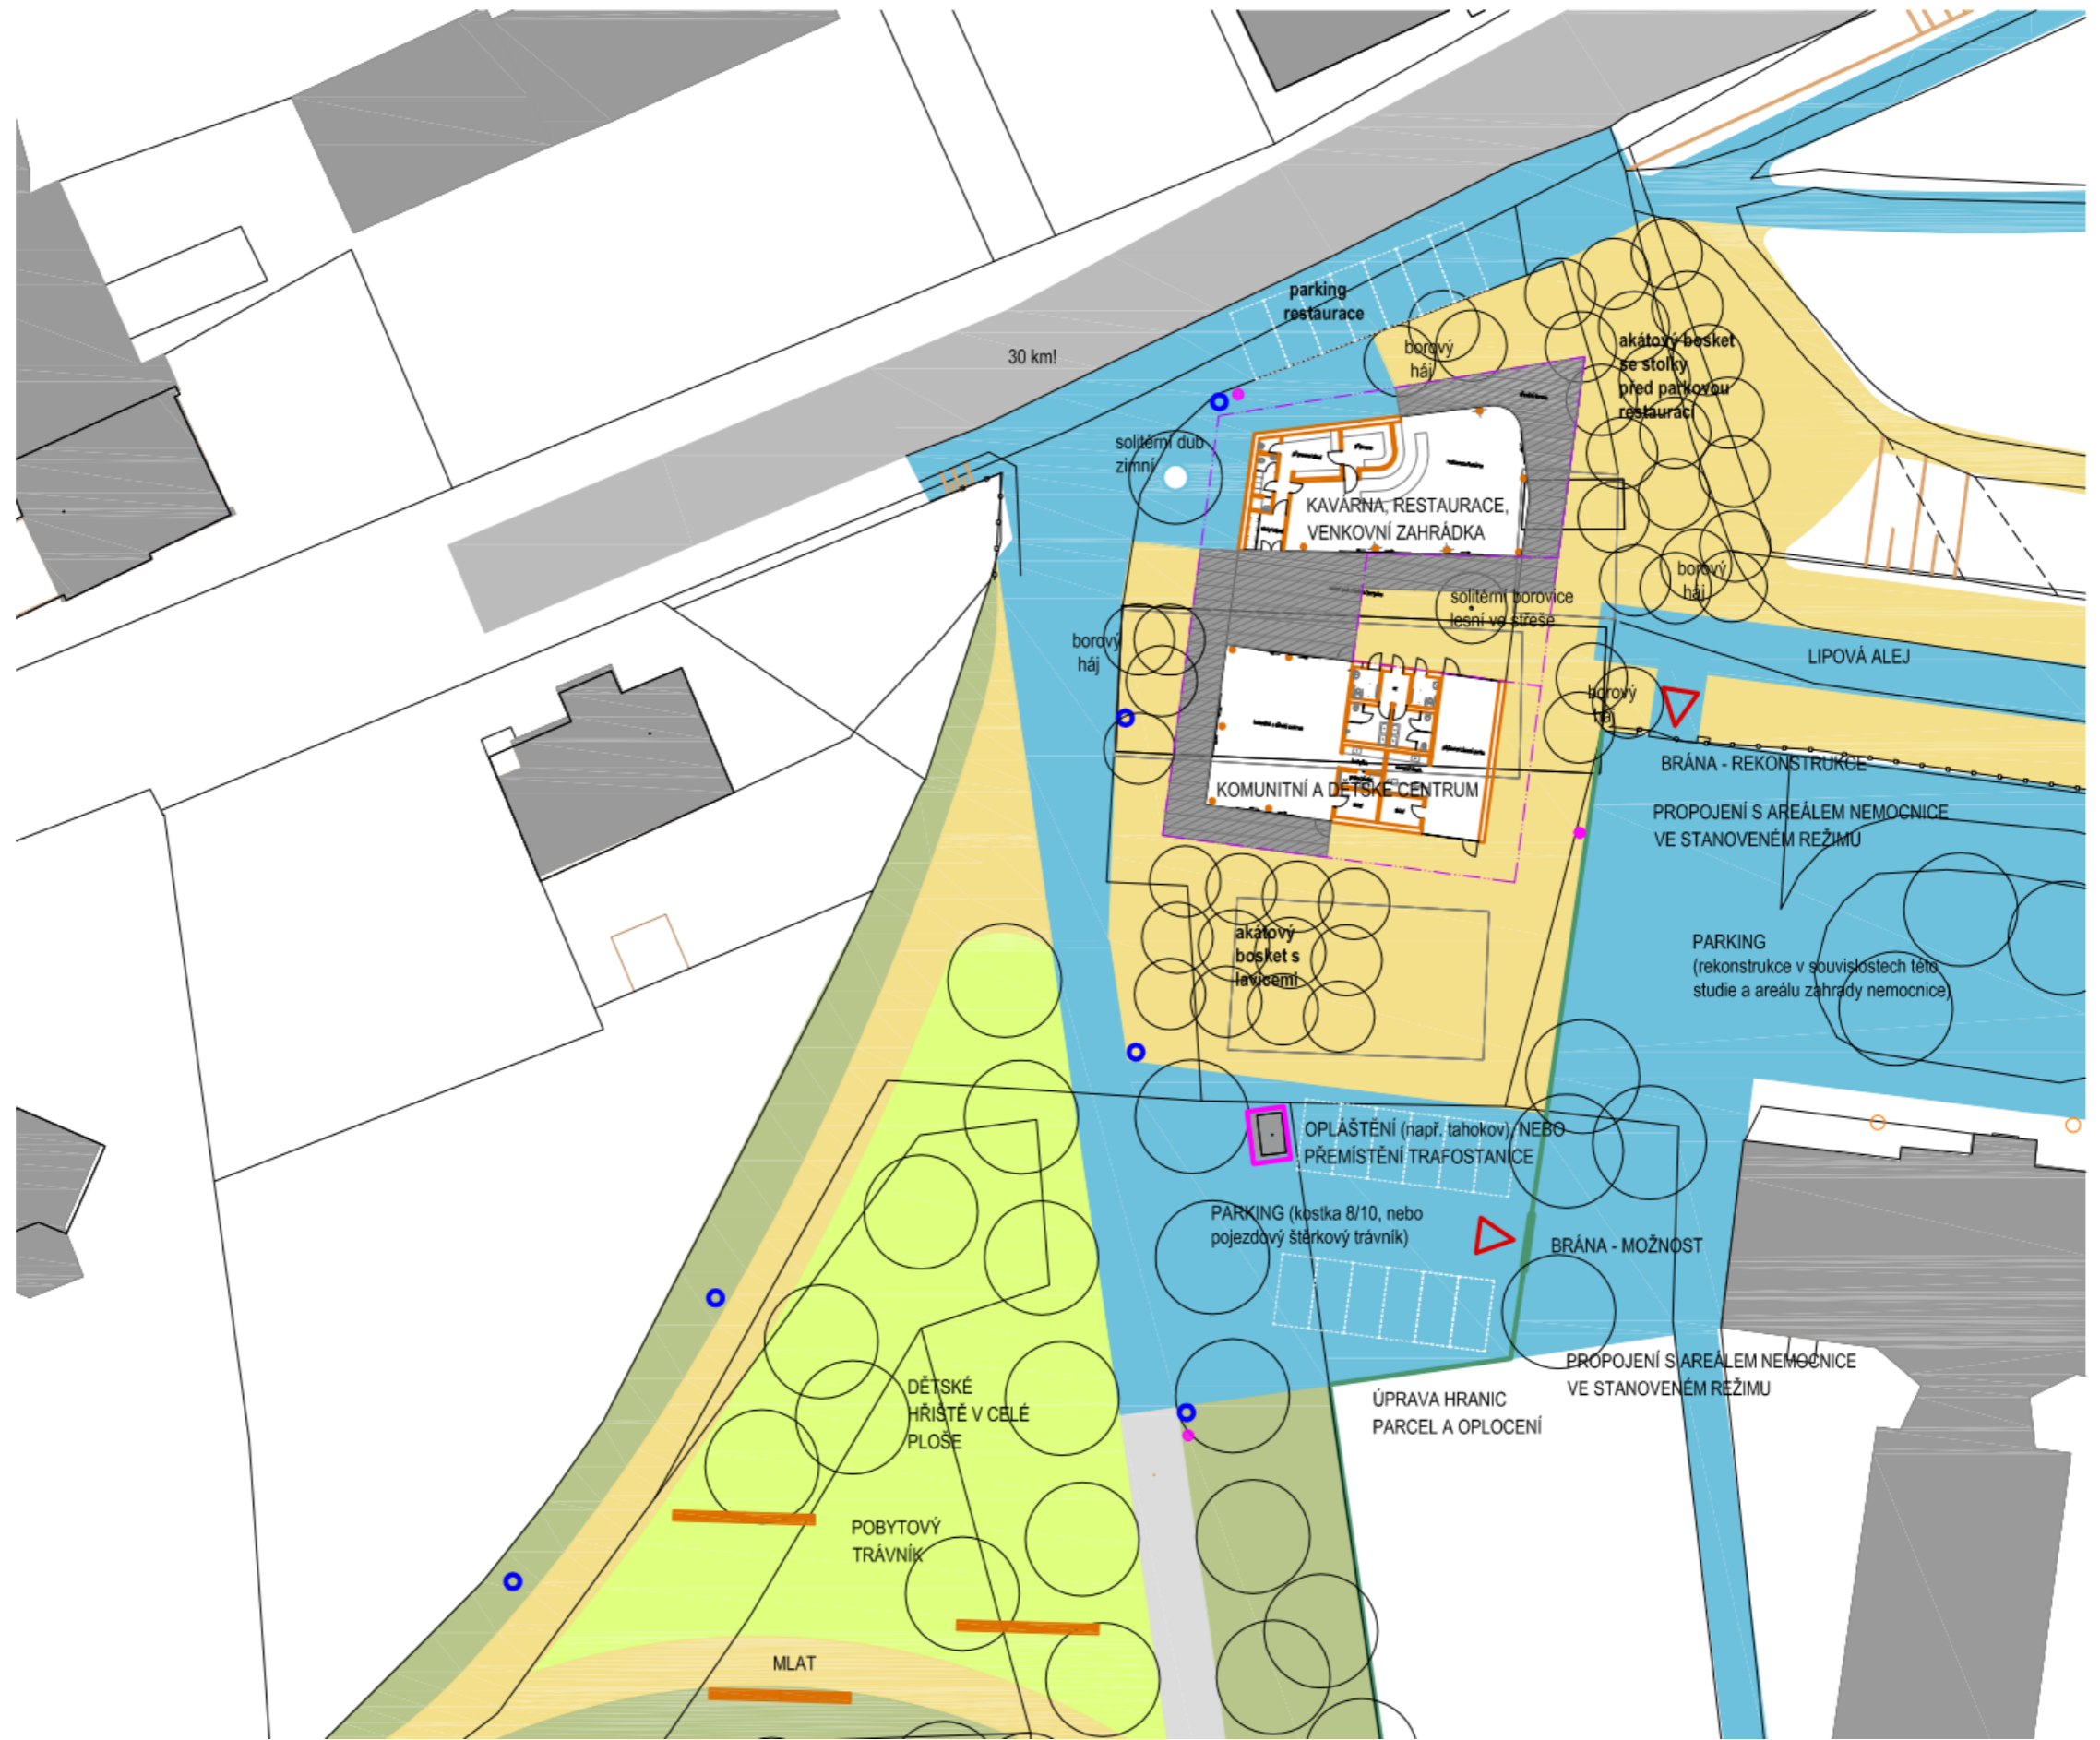 parking
restaurace
30 km!
borový
háj
akátový bosket
se stolky
před parkovou
restaurací
solitérní dub
zimní
KAVÁRNA, RESTAURACE,
VENKOVNÍ ZAHRÁDKA
borový
háj
solitérní borovice
lesní ve střeše
borový
háj
LIPOVÁ ALEJ
borový
háj
BRÁNA - REKONSTRUKCE
KOMUNITNÍ A DĚTSKÉ CENTRUM
PROPOJENÍ S AREÁLEM NEMOCNICE
VE STANOVENÉM REŽIMU
akátový
bosket s
lavicemi
PARKING
(rekonstrukce v souvislostech této
studie a areálu zahrady nemocnice)
OPLÁŠTĚNÍ (např. tahokov), NEBO
PŘEMÍSTĚNÍ TRAFOSTANICE
PARKING (kostka 8/10, nebo
pojezdový štěrkový trávník)
BRÁNA - MOŽNOST
PROPOJENÍ S AREÁLEM NEMOCNICE
VE STANOVENÉM REŽIMU
DĚTSKÉ
HŘIŠTĚ V CELÉ
PLOŠE
ÚPRAVA HRANIC
PARCEL A OPLOCENÍ
POBYTOVÝ
TRÁVNÍK
MLAT